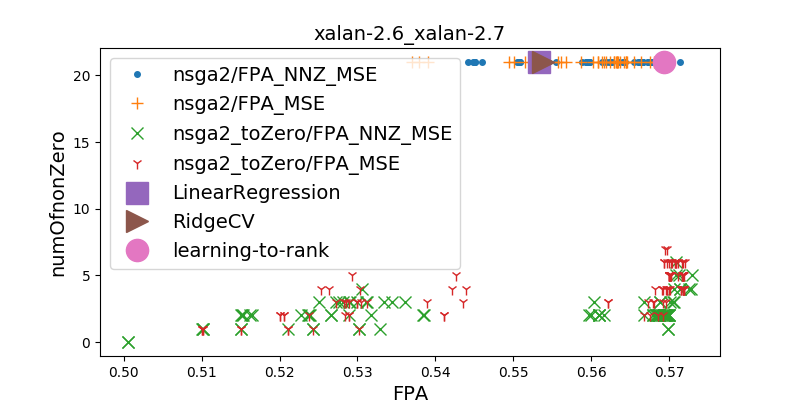 xalan-2.6_xalan-2.7
numOfnonZero
20
15
10
5
0
nsga2/FPA_NNZ_MSE
nsga2/FPA_MSE
nsga2_toZero/FPA_NNZ_MSE
nsga2_toZero/FPA_MSE
LinearRegression
RidgeCV
learning-to-rank
0.50 0.51 0.52 0.53 0.54 0.55 0.56 0.57
FPA